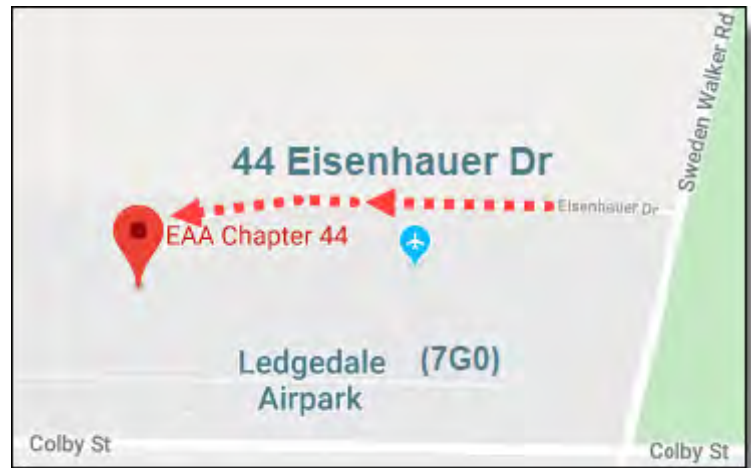 Sweden Walker Rd
44 Eisenhauer Dr
Eisenhauer Dr
EAA Chapter 44
Ledgedale (7G0)
Airpark
Colby St
Colby St